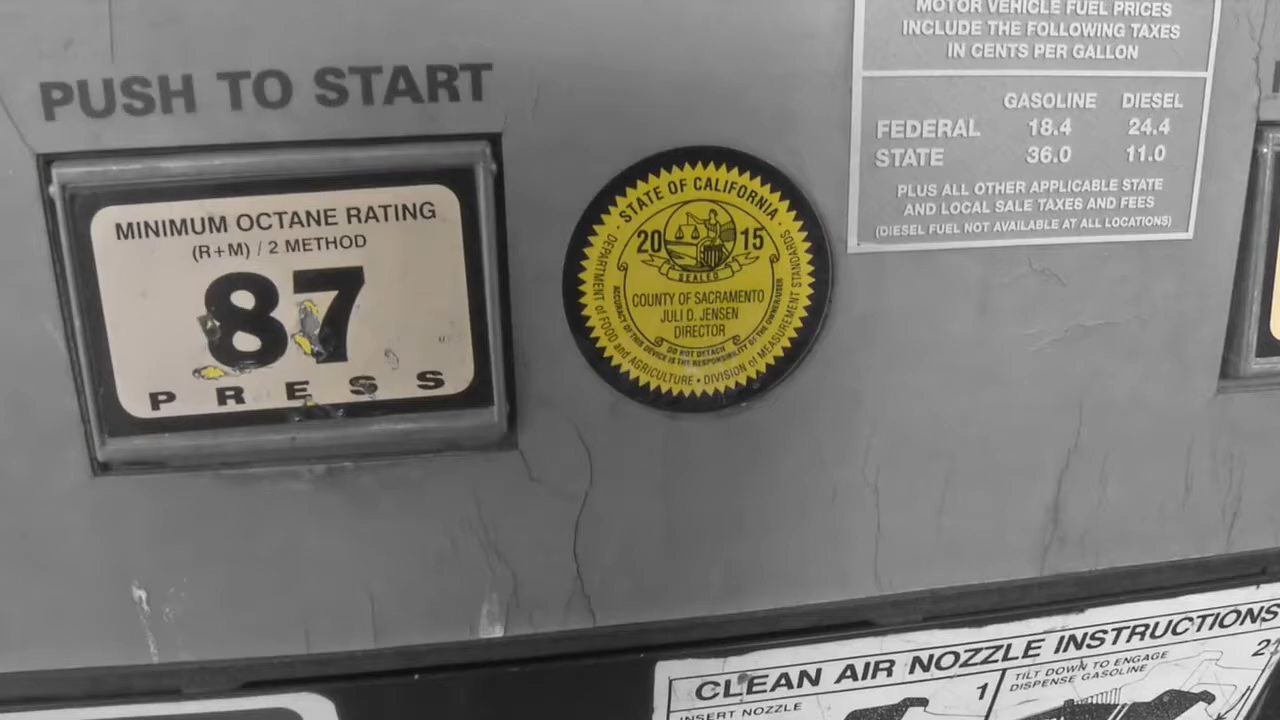 PUSH TO START
MINIMUM OCTANE RATING
(R+M) / 2 METHOD
87
PRESS
STATE OF CALIFORNIA
20 15
SEALED
COUNTY OF SACRAMENTO
JULI D. JENSEN
DIRECTOR
DO NOT DETACH
ACCURACY OF THIS DEVICE IS THE RESPONSIBILITY OF THE OWNER/USER
DEPARTMENT of FOOD and AGRICULTURE • DIVISION of MEASUREMENT STANDARDS
MOTOR VEHICLE FUEL PRICES
INCLUDE THE FOLLOWING TAXES
IN CENTS PER GALLON
GASOLINE DIESEL
FEDERAL 18.4 24.4
STATE 36.0 11.0
PLUS ALL OTHER APPLICABLE STATE
AND LOCAL SALE TAXES AND FEES
(DIESEL FUEL NOT AVAILABLE AT ALL LOCATIONS)
CLEAN AIR NOZZLE INSTRUCTIONS
INSERT NOZZLE 1
TILT DOWN TO ENGAGE 2
DISPENSE GASOLINE